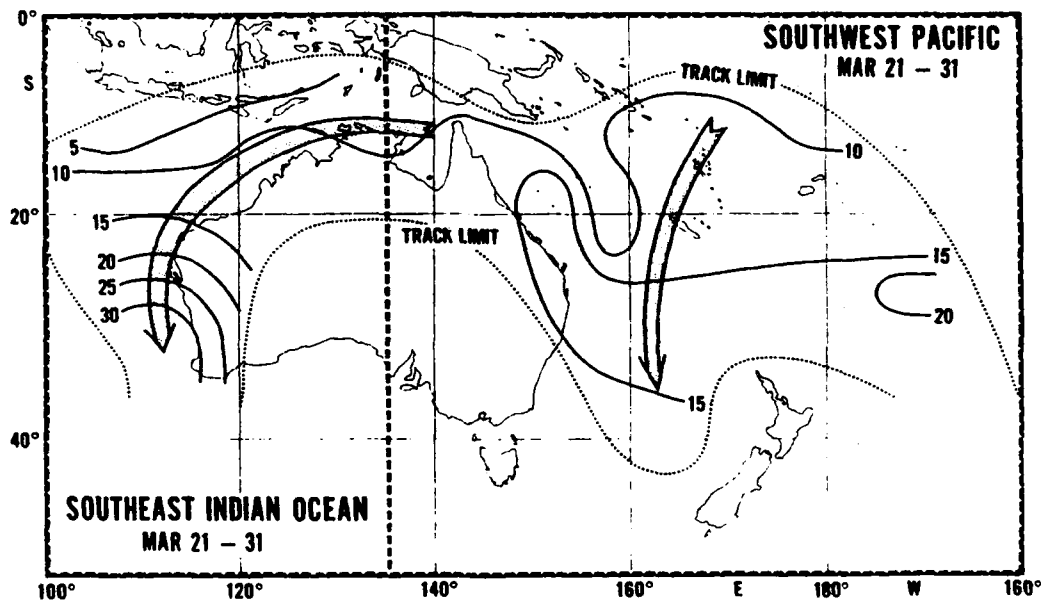 0°
S
20°
40°
SOUTHWEST PACIFIC
MAR 21 – 31
TRACK LIMIT
5
10
10
15
TRACK LIMIT
15
20
25
20
30
15
SOUTHEAST INDIAN OCEAN
MAR 21 – 31
100°
120°
140°
160°
E
180°
W
160°